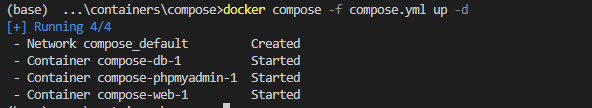 (base) ...\containers\compose>docker compose -f compose.yml up -d
[+] Running 4/4
- Network compose_default Created
- Container compose-db-1 Started
- Container compose-phpmyadmin-1 Started
- Container compose-web-1 Started